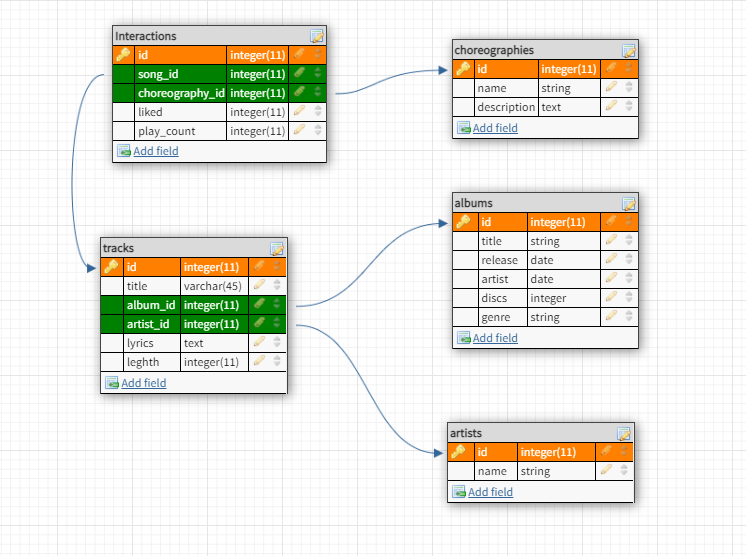 Interactions
id integer(11)
song_id integer(11)
choreography_id integer(11)
liked integer(11)
play_count integer(11)
Add field
choreographies
id integer(11)
name string
description text
Add field
tracks
id integer(11)
title varchar(45)
album_id integer(11)
artist_id integer(11)
lyrics text
leghth integer(11)
Add field
albums
id integer(11)
title string
release date
artist date
discs integer
genre string
Add field
artists
id integer(11)
name string
Add field